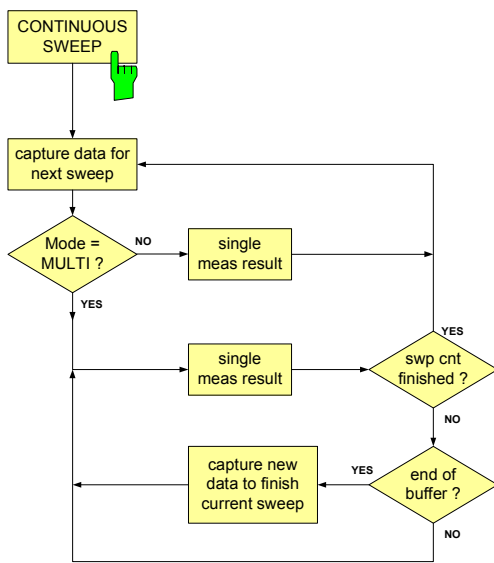 CONTINUOUS
SWEEP
capture data for
next sweep
Mode =
MULTI ?
NO
single
meas result
YES
single
meas result
YES
swp cnt
finished ?
NO
end of
buffer ?
YES
capture new
data to finish
current sweep
NO